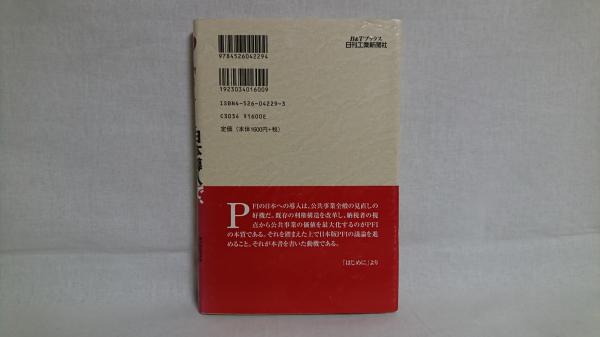 B&Tブックス
日刊工業新聞社
9784526042294
1923034016009
ISBN4-526-04229-3
C3034 ¥1600E
定価（本体1600円+税）
PFIの日本への導入は、公共事業全般の見直しの
好機だ。既存の利権構造を改革し、納税者の視
点から公共事業の価値を最大化するのがPFI
の本質である。それを踏まえた上で日本版PFIの議論を進
めること。それが本書を書いた動機である。
「はじめに」より